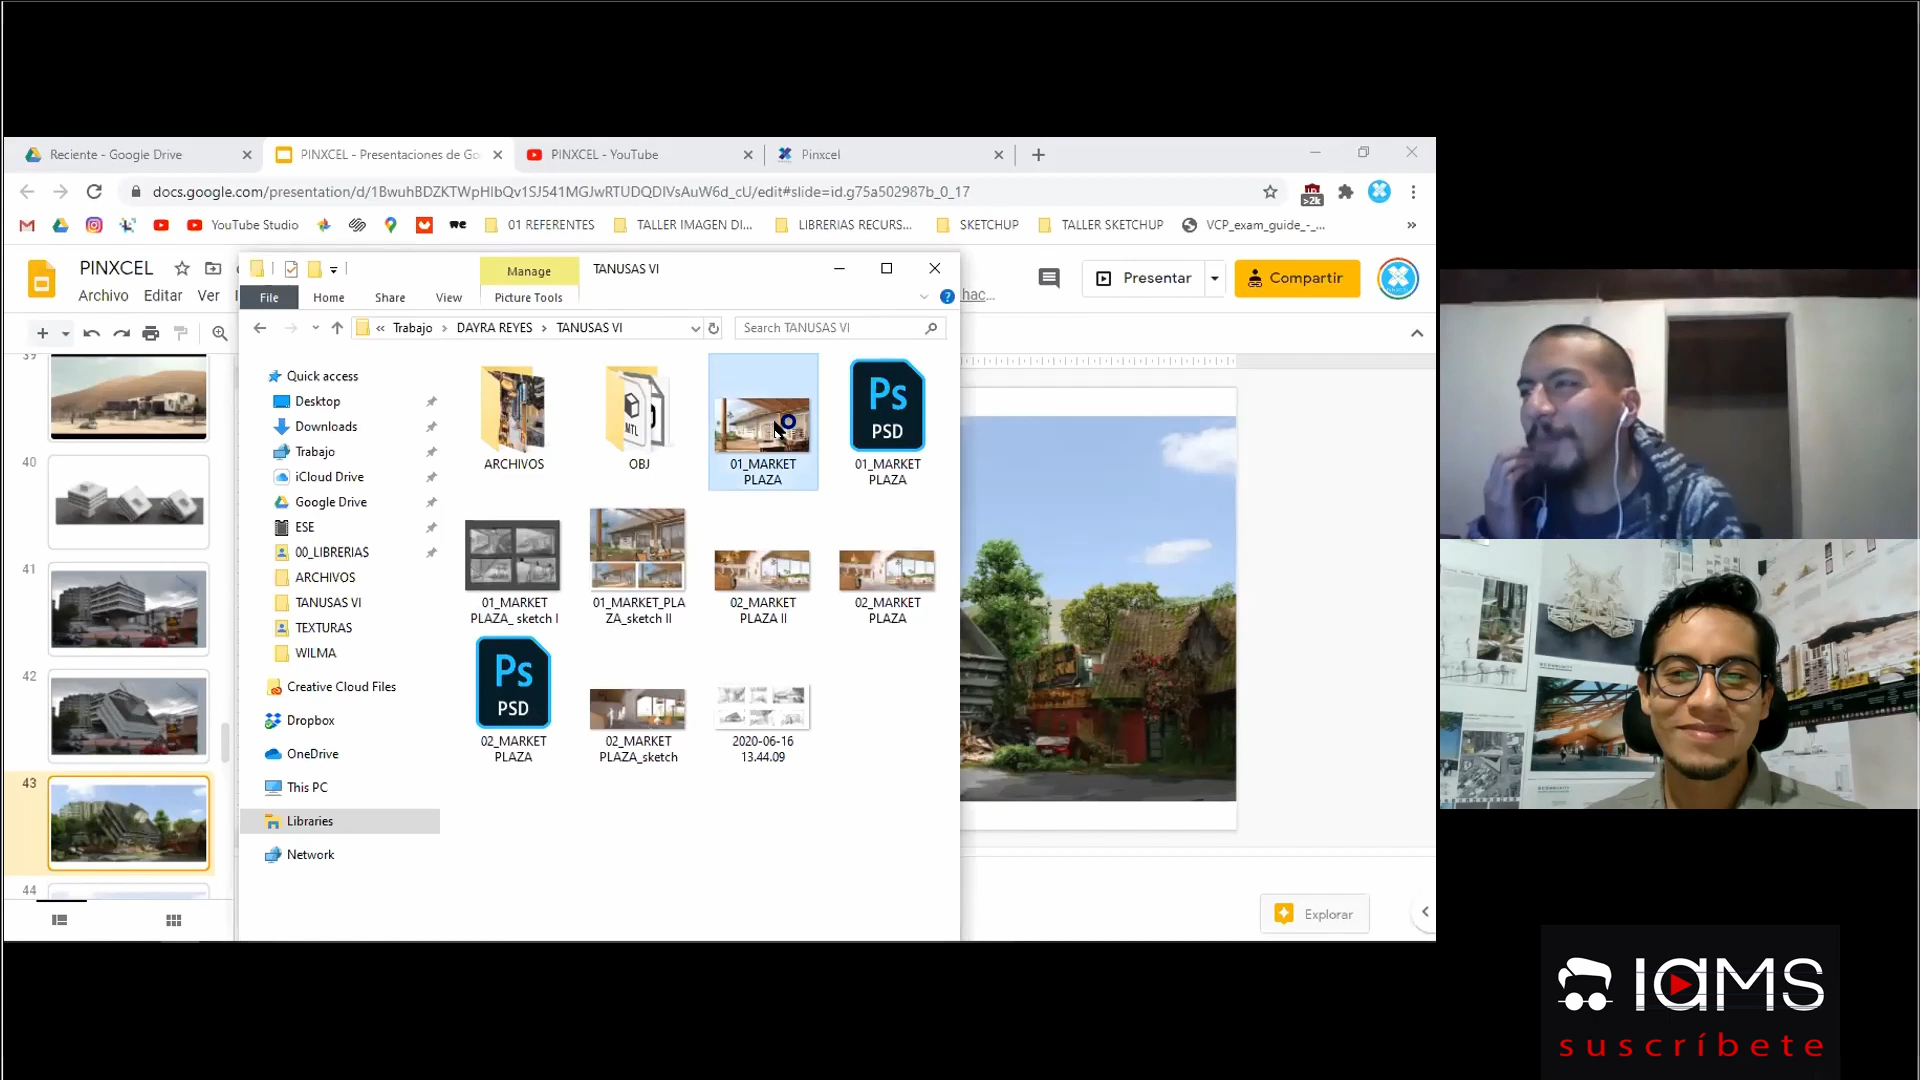 Reciente - Google Drive
PINXCEL - Presentaciones de Go
PINXCEL - YouTube
Pinxcel
docs.google.com/presentation/d/1BwuhBDZKTWpHlbQv1SJ541MGJwRTUDQDIVsAuW6d_cU/edit#slide=id.g75a502987b_0_17
>2k
YouTube Studio
we
01 REFERENTES
TALLER IMAGEN DI...
LIBRERIAS RECURS...
SKETCHUP
TALLER SKETCHUP
VCP_exam_guide_-_...
»
PINXCEL
Archivo Editar Ver
hac...
Presentar
Compartir
Manage
TANUSAS VI
File
Home
Share
View
Picture Tools
« Trabajo > DAYRA REYES > TANUSAS VI
Search TANUSAS VI
Quick access
Desktop
Downloads
Trabajo
iCloud Drive
Google Drive
ESE
00_LIBRERIAS
ARCHIVOS
TANUSAS VI
TEXTURAS
WILMA
Creative Cloud Files
Dropbox
OneDrive
This PC
Libraries
Network
ARCHIVOS
MTL
OBJ
01_MARKET
PLAZA
Ps
PSD
01_MARKET
PLAZA
01_MARKET
PLAZA_ sketch I
01_MARKET_PLA
ZA_sketch II
02_MARKET
PLAZA II
02_MARKET
PLAZA
Ps
PSD
02_MARKET
PLAZA
02_MARKET
PLAZA_sketch
2020-06-16
13.44.09
39
40
41
42
43
44
Explorar
IAMS
suscríbete